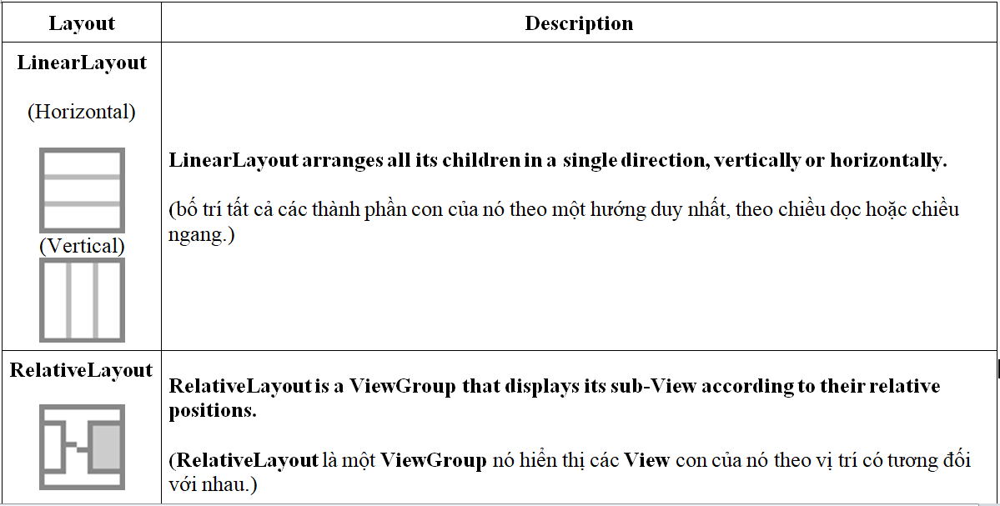 Layout
Description
LinearLayout
(Horizontal)
(Vertical)
LinearLayout arranges all its children in a single direction, vertically or horizontally.
(bố trí tất cả các thành phần con của nó theo một hướng duy nhất, theo chiều dọc hoặc chiều
ngang.)
RelativeLayout
RelativeLayout is a ViewGroup that displays its sub-View according to their relative
positions.
(RelativeLayout là một ViewGroup nó hiển thị các View con của nó theo vị trí có tương đối
với nhau.)